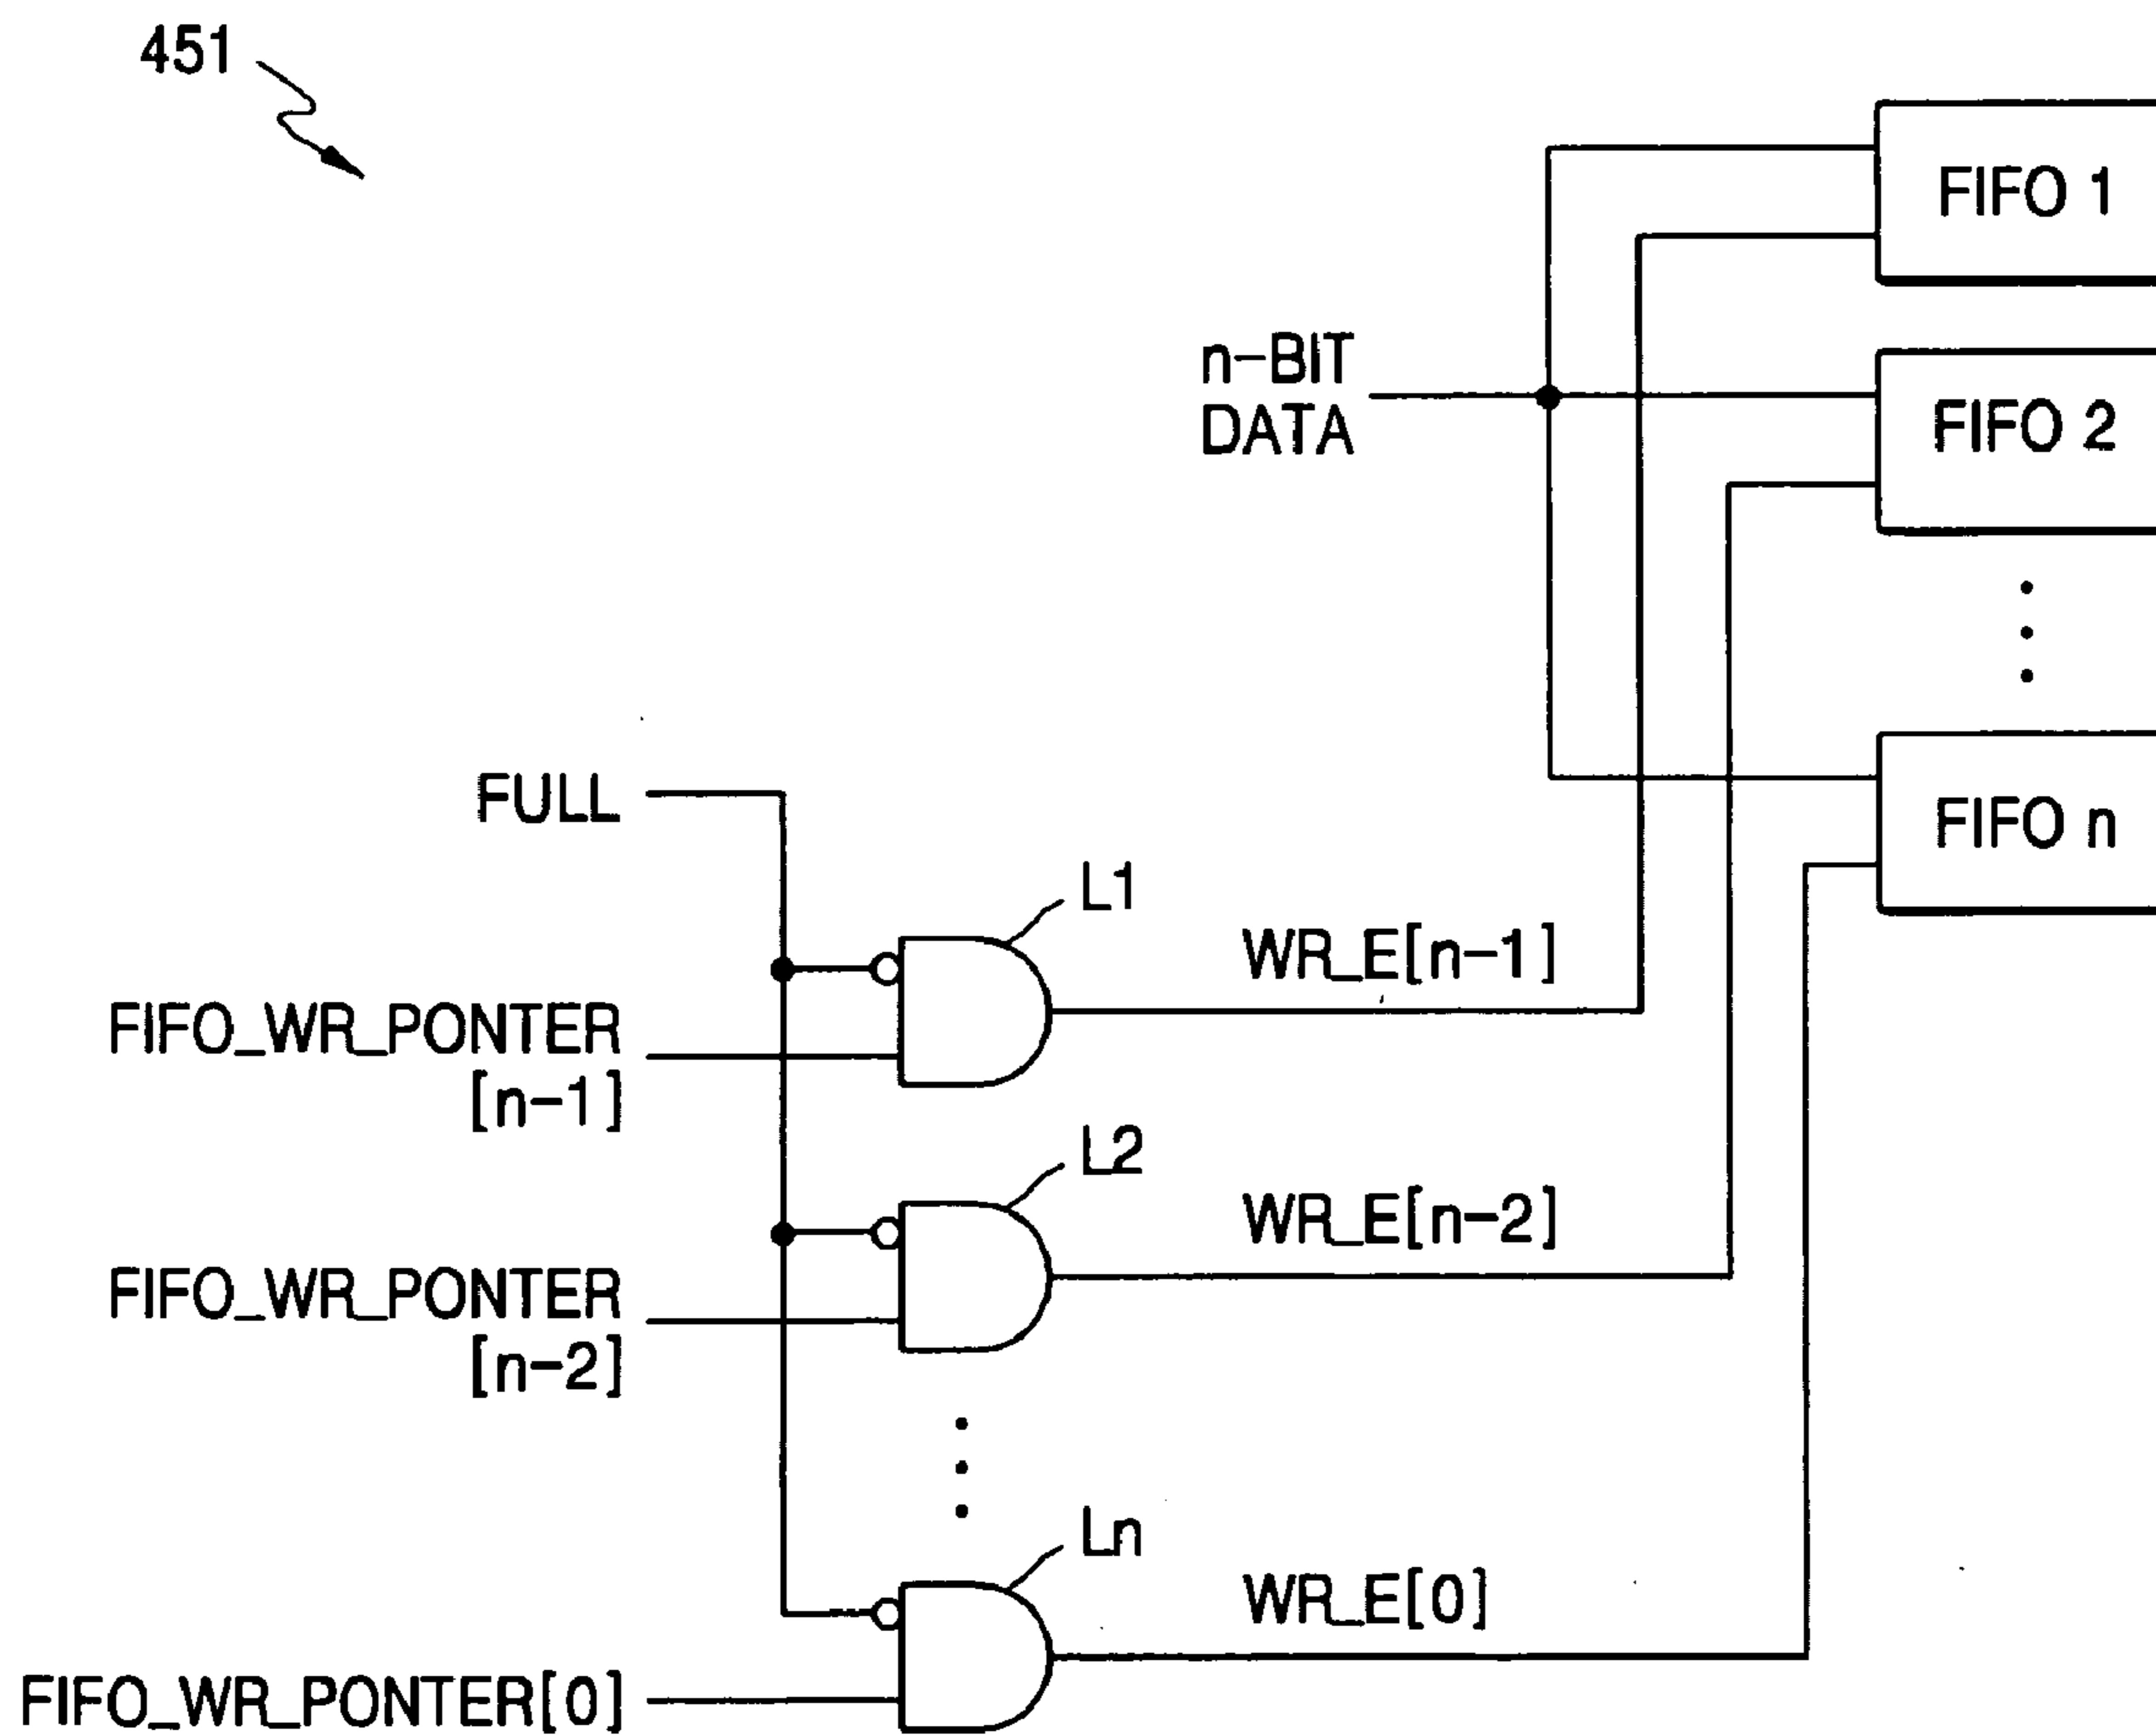 451
FIFO 1
n-BIT
DATA
FIFO 2
FULL
FIFO n
L1
WR_E[n-1]
FIFO_WR_PONTER
[n-1]
L2
WR_E[n-2]
FIFO_WR_PONTER
[n-2]
Ln
WR_E[0]
FIFO_WR_PONTER[0]